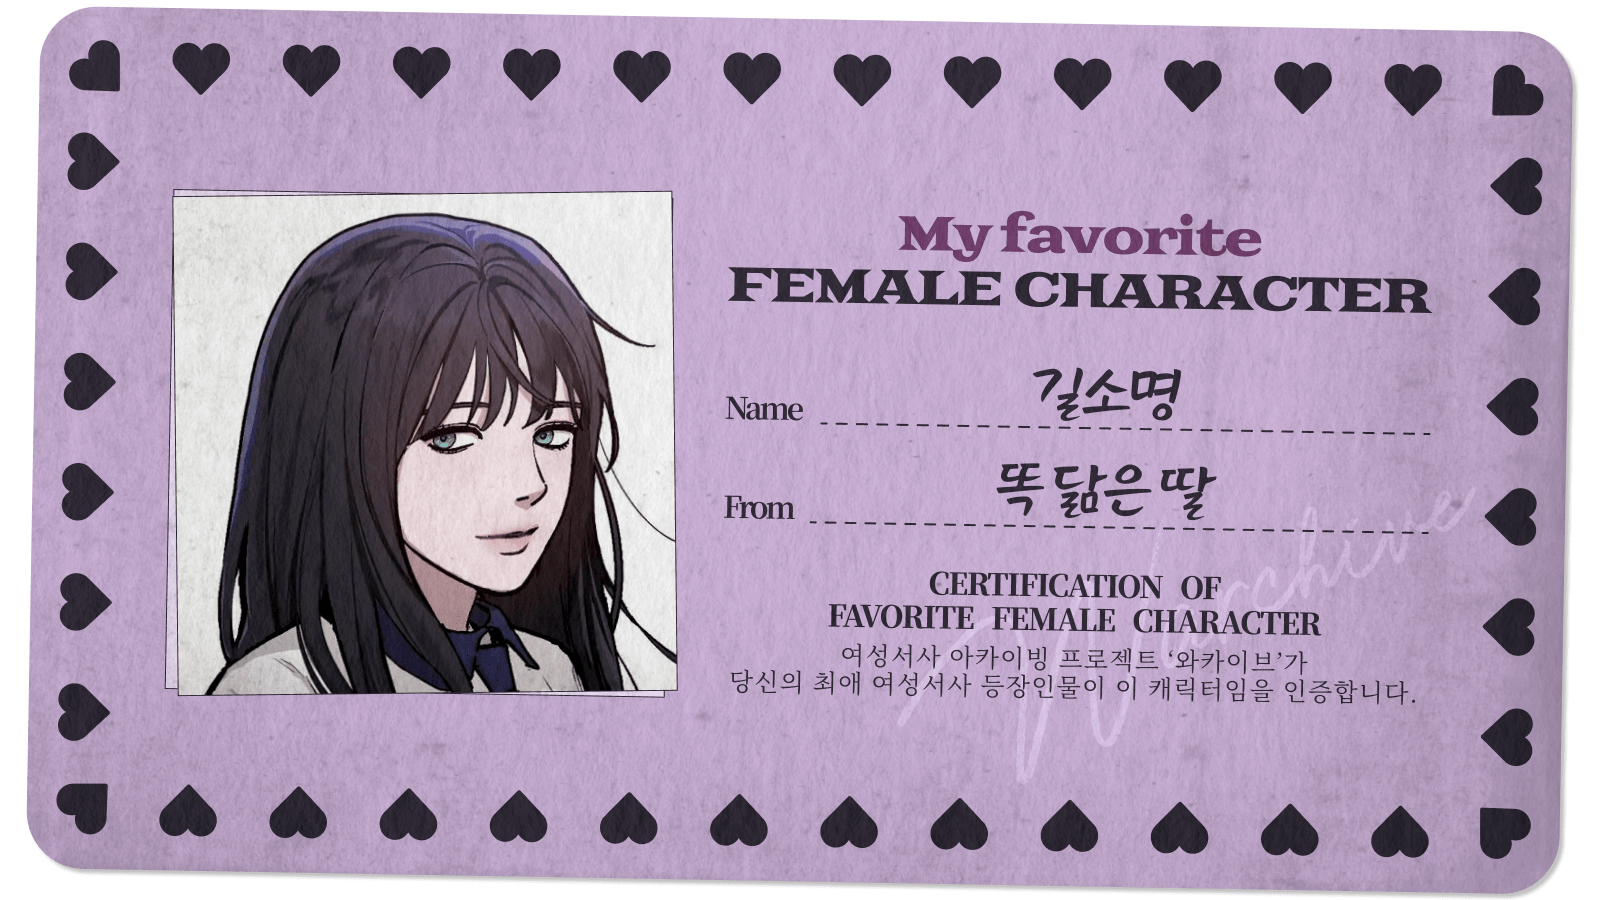 My favorite
FEMALE CHARACTER
Name 길소명
From 똑 닮은 딸
CERTIFICATION OF
FAVORITE FEMALE CHARACTER
여성서사 아카이빙 프로젝트 ‘와카이브’가
당신의 최애 여성서사 등장인물이 이 캐릭터임을 인증합니다.
W Archive